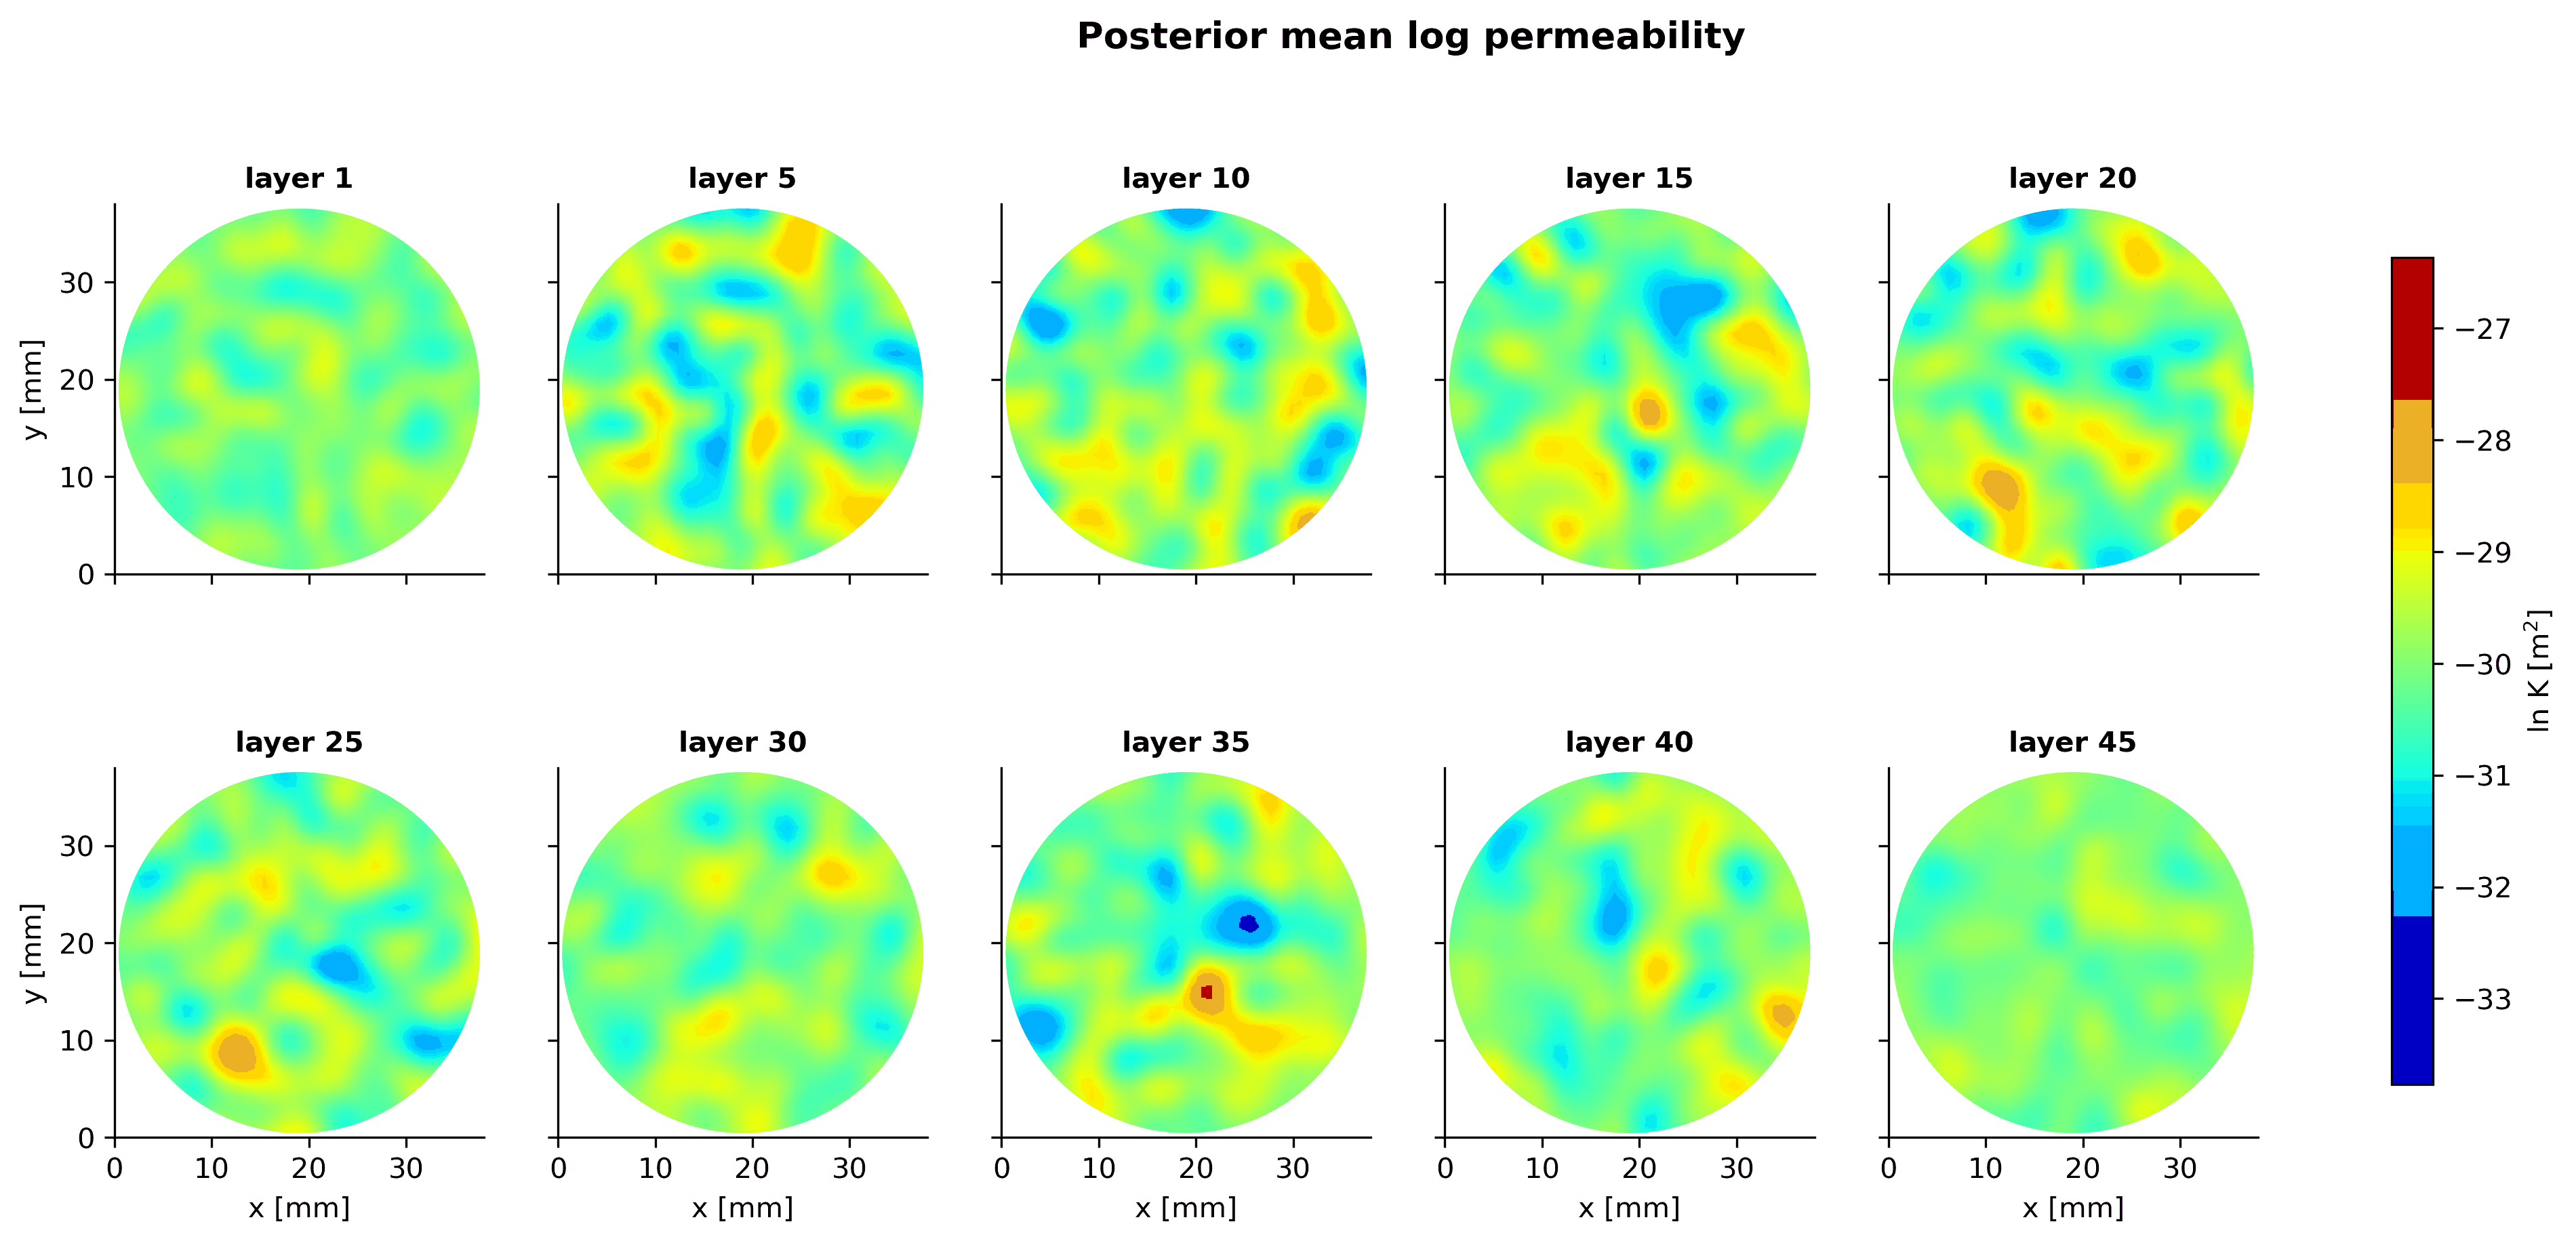 Posterior mean log permeability
layer 1
layer 5
layer 10
layer 15
layer 20
y [mm]
30
20
10
0
layer 25
layer 30
layer 35
layer 40
layer 45
y [mm]
30
20
10
0
0 10 20 30
0 10 20 30
0 10 20 30
0 10 20 30
0 10 20 30
x [mm]
x [mm]
x [mm]
x [mm]
x [mm]
−27
−28
−29
−30
−31
−32
−33
ln K [m²]